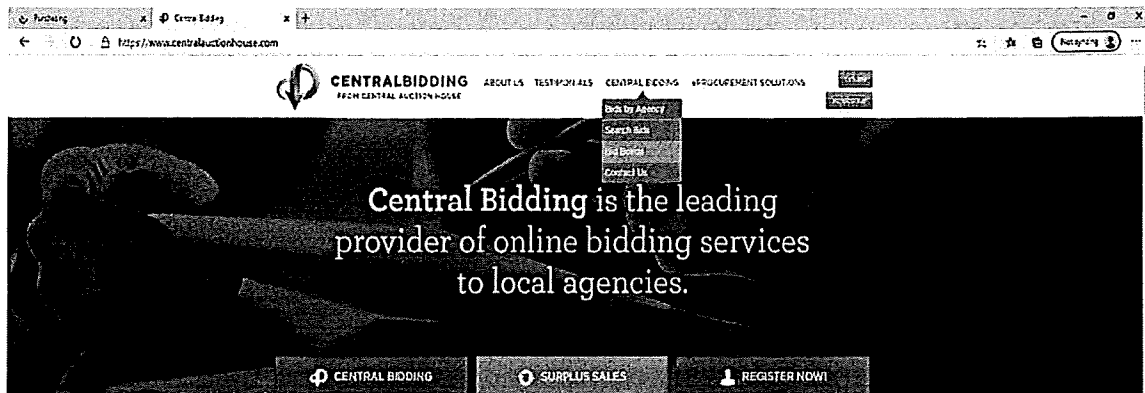 Central Bidding
https://www.centralauctionhouse.com
CENTRALBIDDING
FROM CENTRAL AUCTION HOUSE
ABOUT US TESTIMONIALS CENTRAL BIDDING ePROCUREMENT SOLUTIONS
Bids by Agency
Search Bids
Contact Us
Central Bidding is the leading
provider of online bidding services
to local agencies.
CENTRAL BIDDING SURPLUS SALES REGISTER NOW!